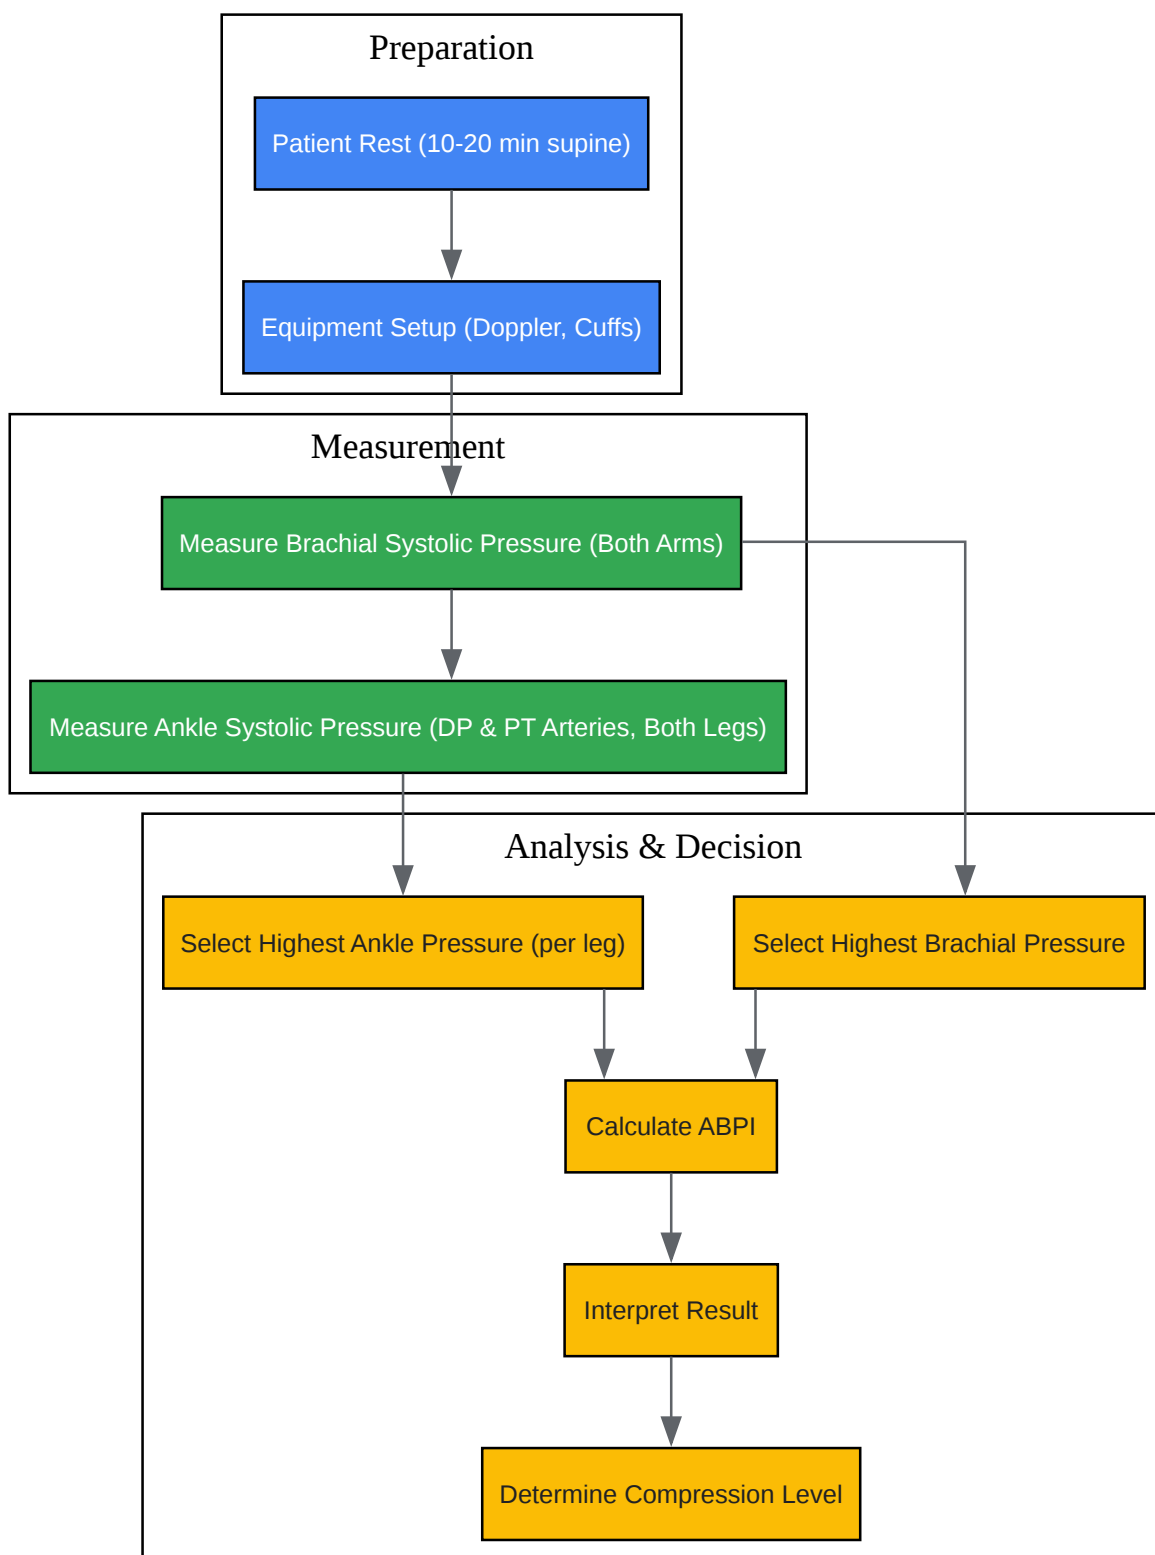 Preparation
Patient Rest (10-20 min supine)
Equipment Setup (Doppler, Cuffs)
Measurement
Measure Brachial Systolic Pressure (Both Arms)
Measure Ankle Systolic Pressure (DP & PT Arteries, Both Legs)
Analysis & Decision
Select Highest Ankle Pressure (per leg)
Select Highest Brachial Pressure
Calculate ABPI
Interpret Result
Determine Compression Level